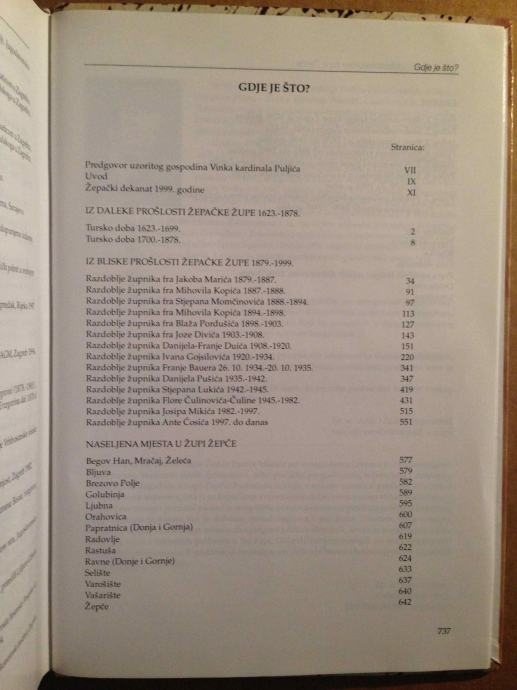 Gdje je što?
GDJE JE ŠTO?
Stranica:
Predgovor uzoritog gospodina Vinka kardinala Puljića VII
Uvod IX
Žepački dekanat 1999. godine XI
IZ DALEKE PROŠLOSTI ŽEPAČKE ŽUPE 1623.-1878.
Tursko doba 1623.-1699. 2
Tursko doba 1700.-1878. 8
IZ BLISKE PROŠLOSTI ŽEPAČKE ŽUPE 1879.-1999.
Razdoblje župnika fra Jakoba Marića 1879.-1887. 34
Razdoblje župnika fra Mihovila Kopića 1887.-1888. 91
Razdoblje župnika fra Stjepana Momčinovića 1888.-1894. 97
Razdoblje župnika fra Mihovila Kopića 1894.-1898. 113
Razdoblje župnika fra Blaža Pordušića 1898.-1903. 127
Razdoblje župnika fra Joze Divića 1903.-1908. 143
Razdoblje župnika Danijela-Franje Duića 1908.-1920. 151
Razdoblje župnika Ivana Gojsilovića 1920.-1934. 220
Razdoblje župnika Franje Bauera 26. 10. 1934.-20. 10. 1935. 341
Razdoblje župnika Danijela Pušića 1935.-1942. 347
Razdoblje župnika Stjepana Lukića 1942.-1945. 419
Razdoblje župnika Flore Čulinovića-Čuline 1945.-1982. 431
Razdoblje župnika Josipa Mikića 1982.-1997. 515
Razdoblje župnika Ante Ćosića 1997. do danas 551
NASELJENA MJESTA U ŽUPI ŽEPČE
Begov Han, Mračaj, Želeća 577
Bljuva 579
Brezovo Polje 582
Golubinja 589
Ljubna 595
Orahovica 600
Papratnica (Donja i Gornja) 607
Radovlje 619
Rastuša 622
Ravne (Donje i Gornje) 624
Selište 633
Varošište 637
Vašarište 640
Žepče 642
737